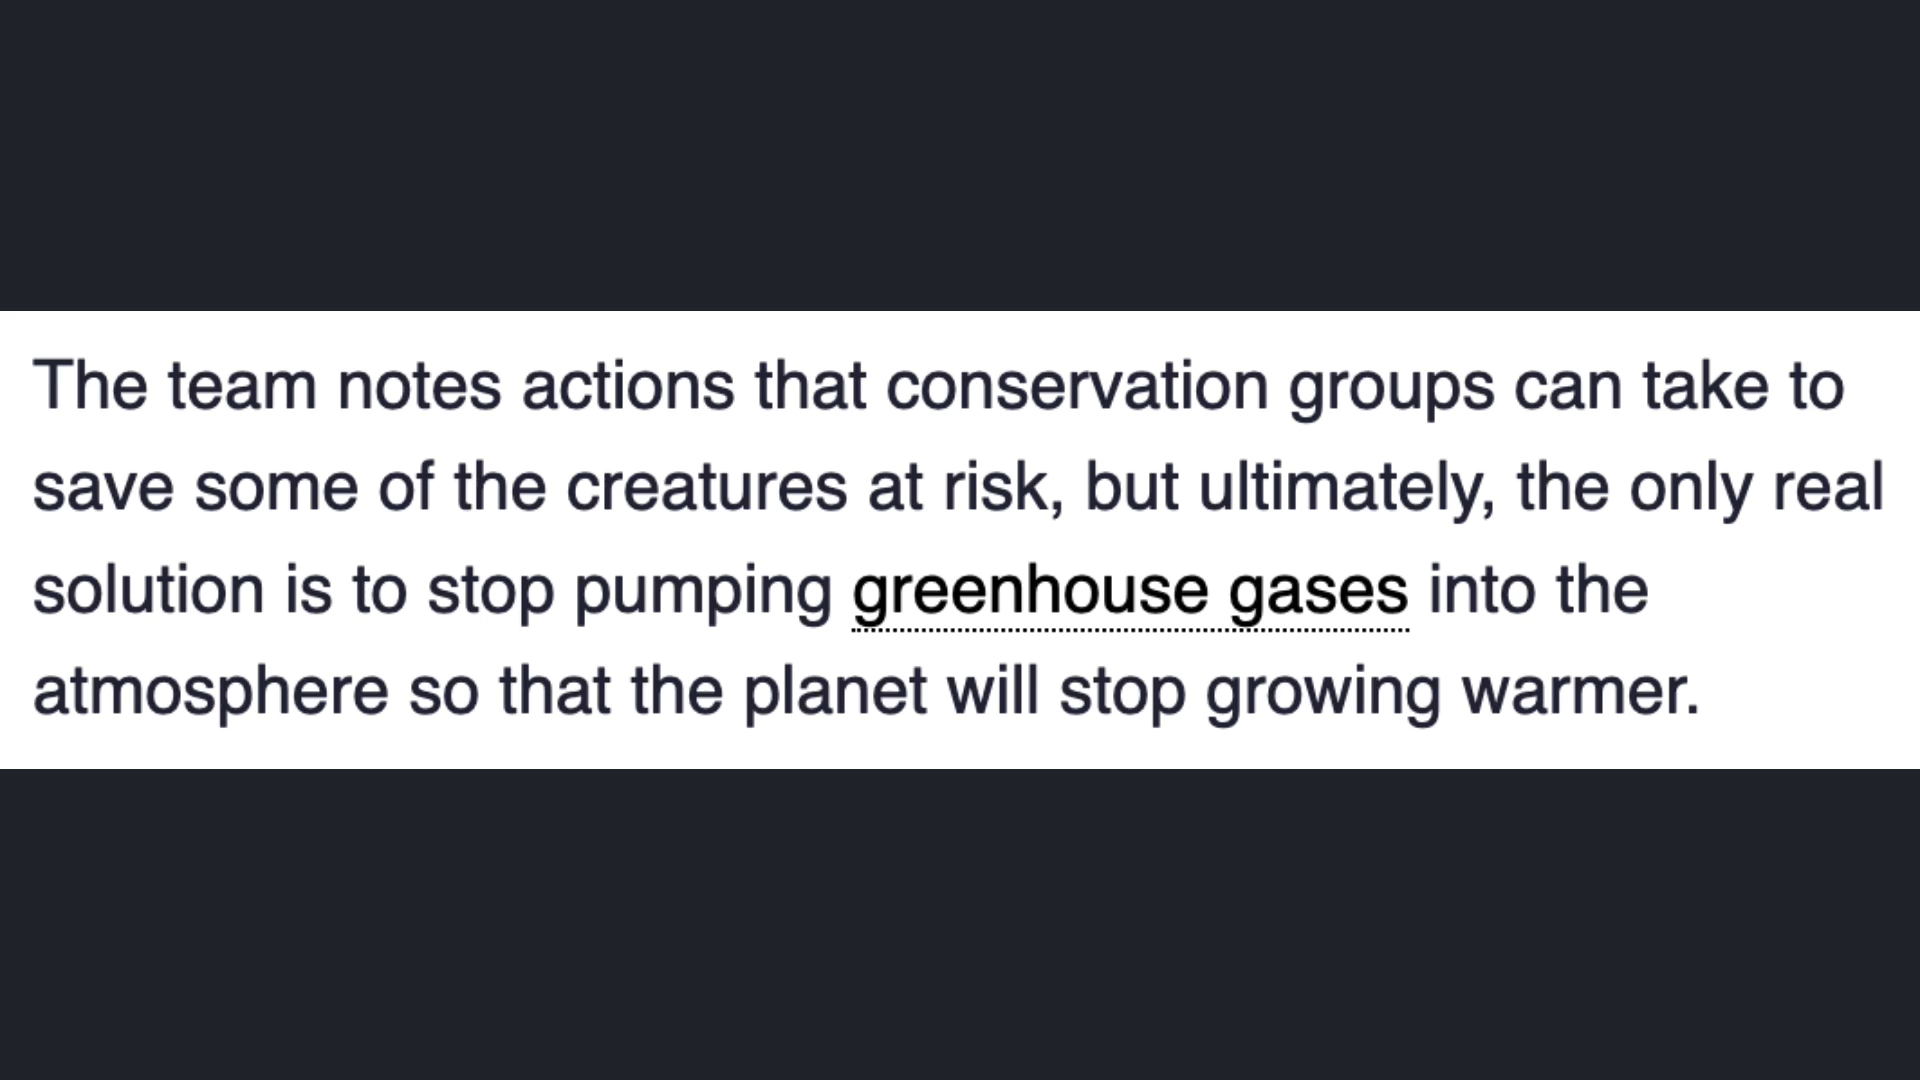 The team notes actions that conservation groups can take to
save some of the creatures at risk, but ultimately, the only real
solution is to stop pumping greenhouse gases into the
atmosphere so that the planet will stop growing warmer.